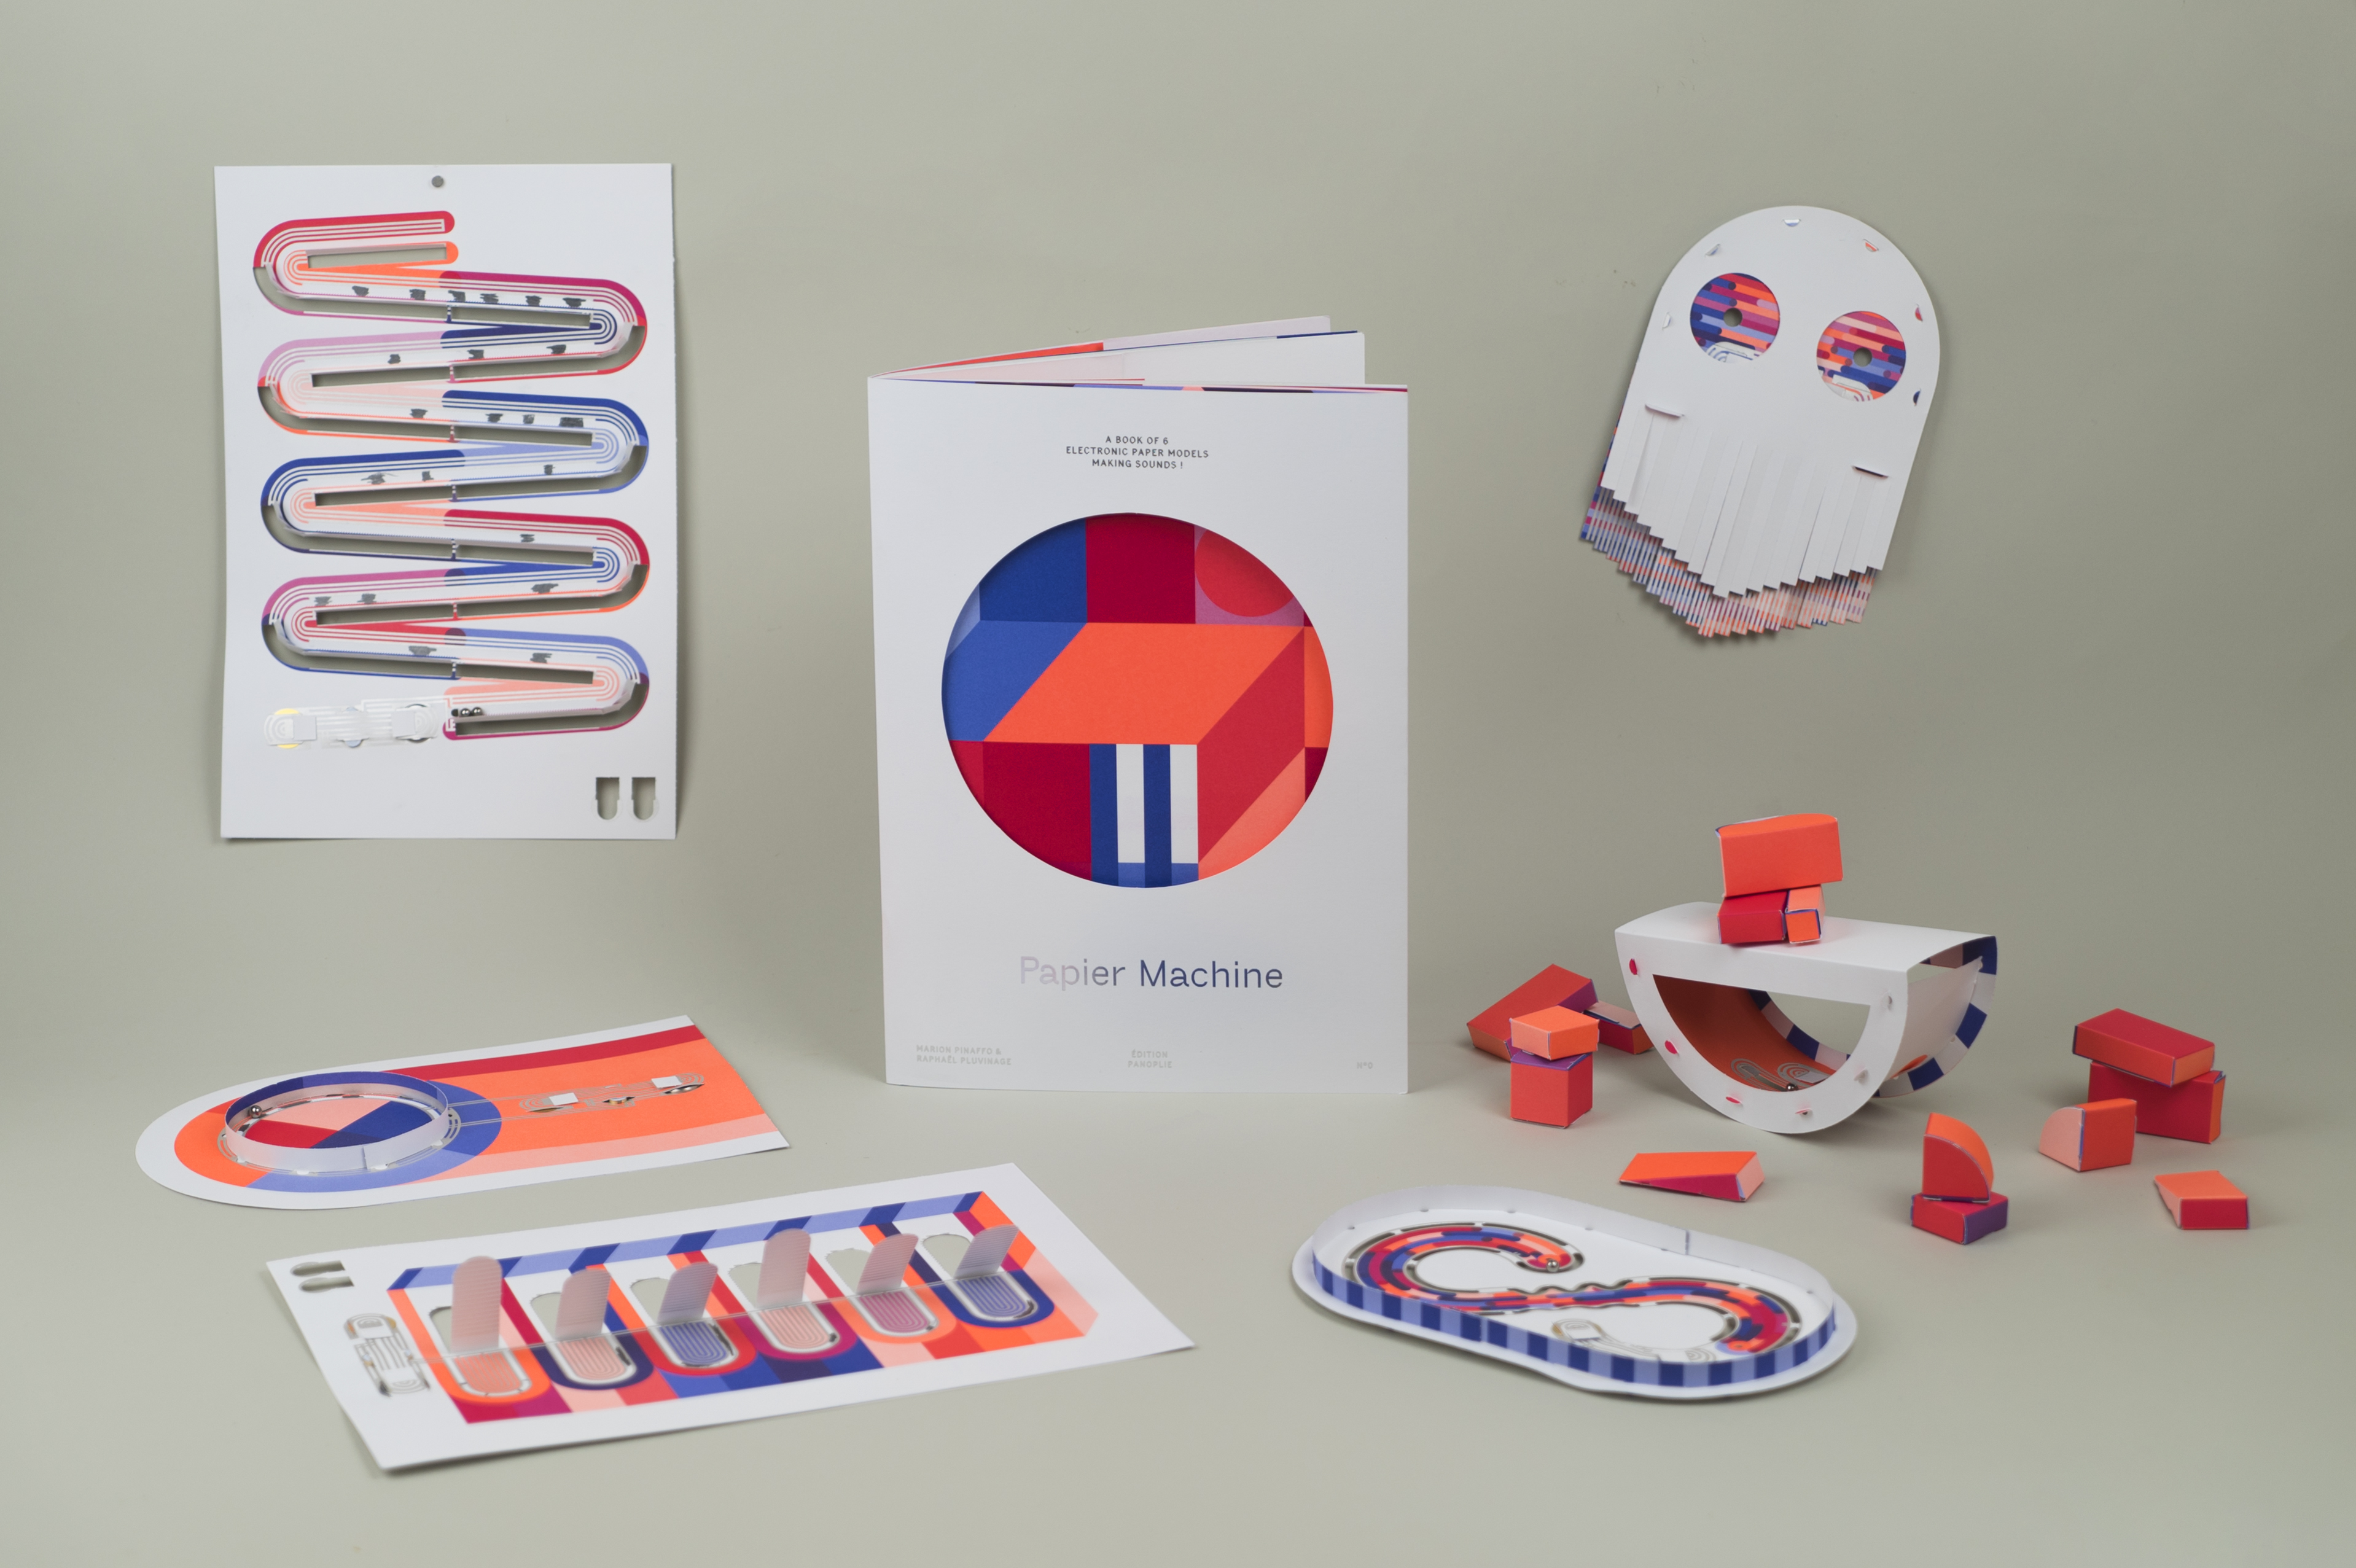 A BOOK OF 6
ELECTRONIC PAPER MODELS
MAKING SOUNDS !
Papier Machine
MARION PINAFFO &
RAPHAËL PLUVINAGE
ÉDITION
PANOPLIE
N°0